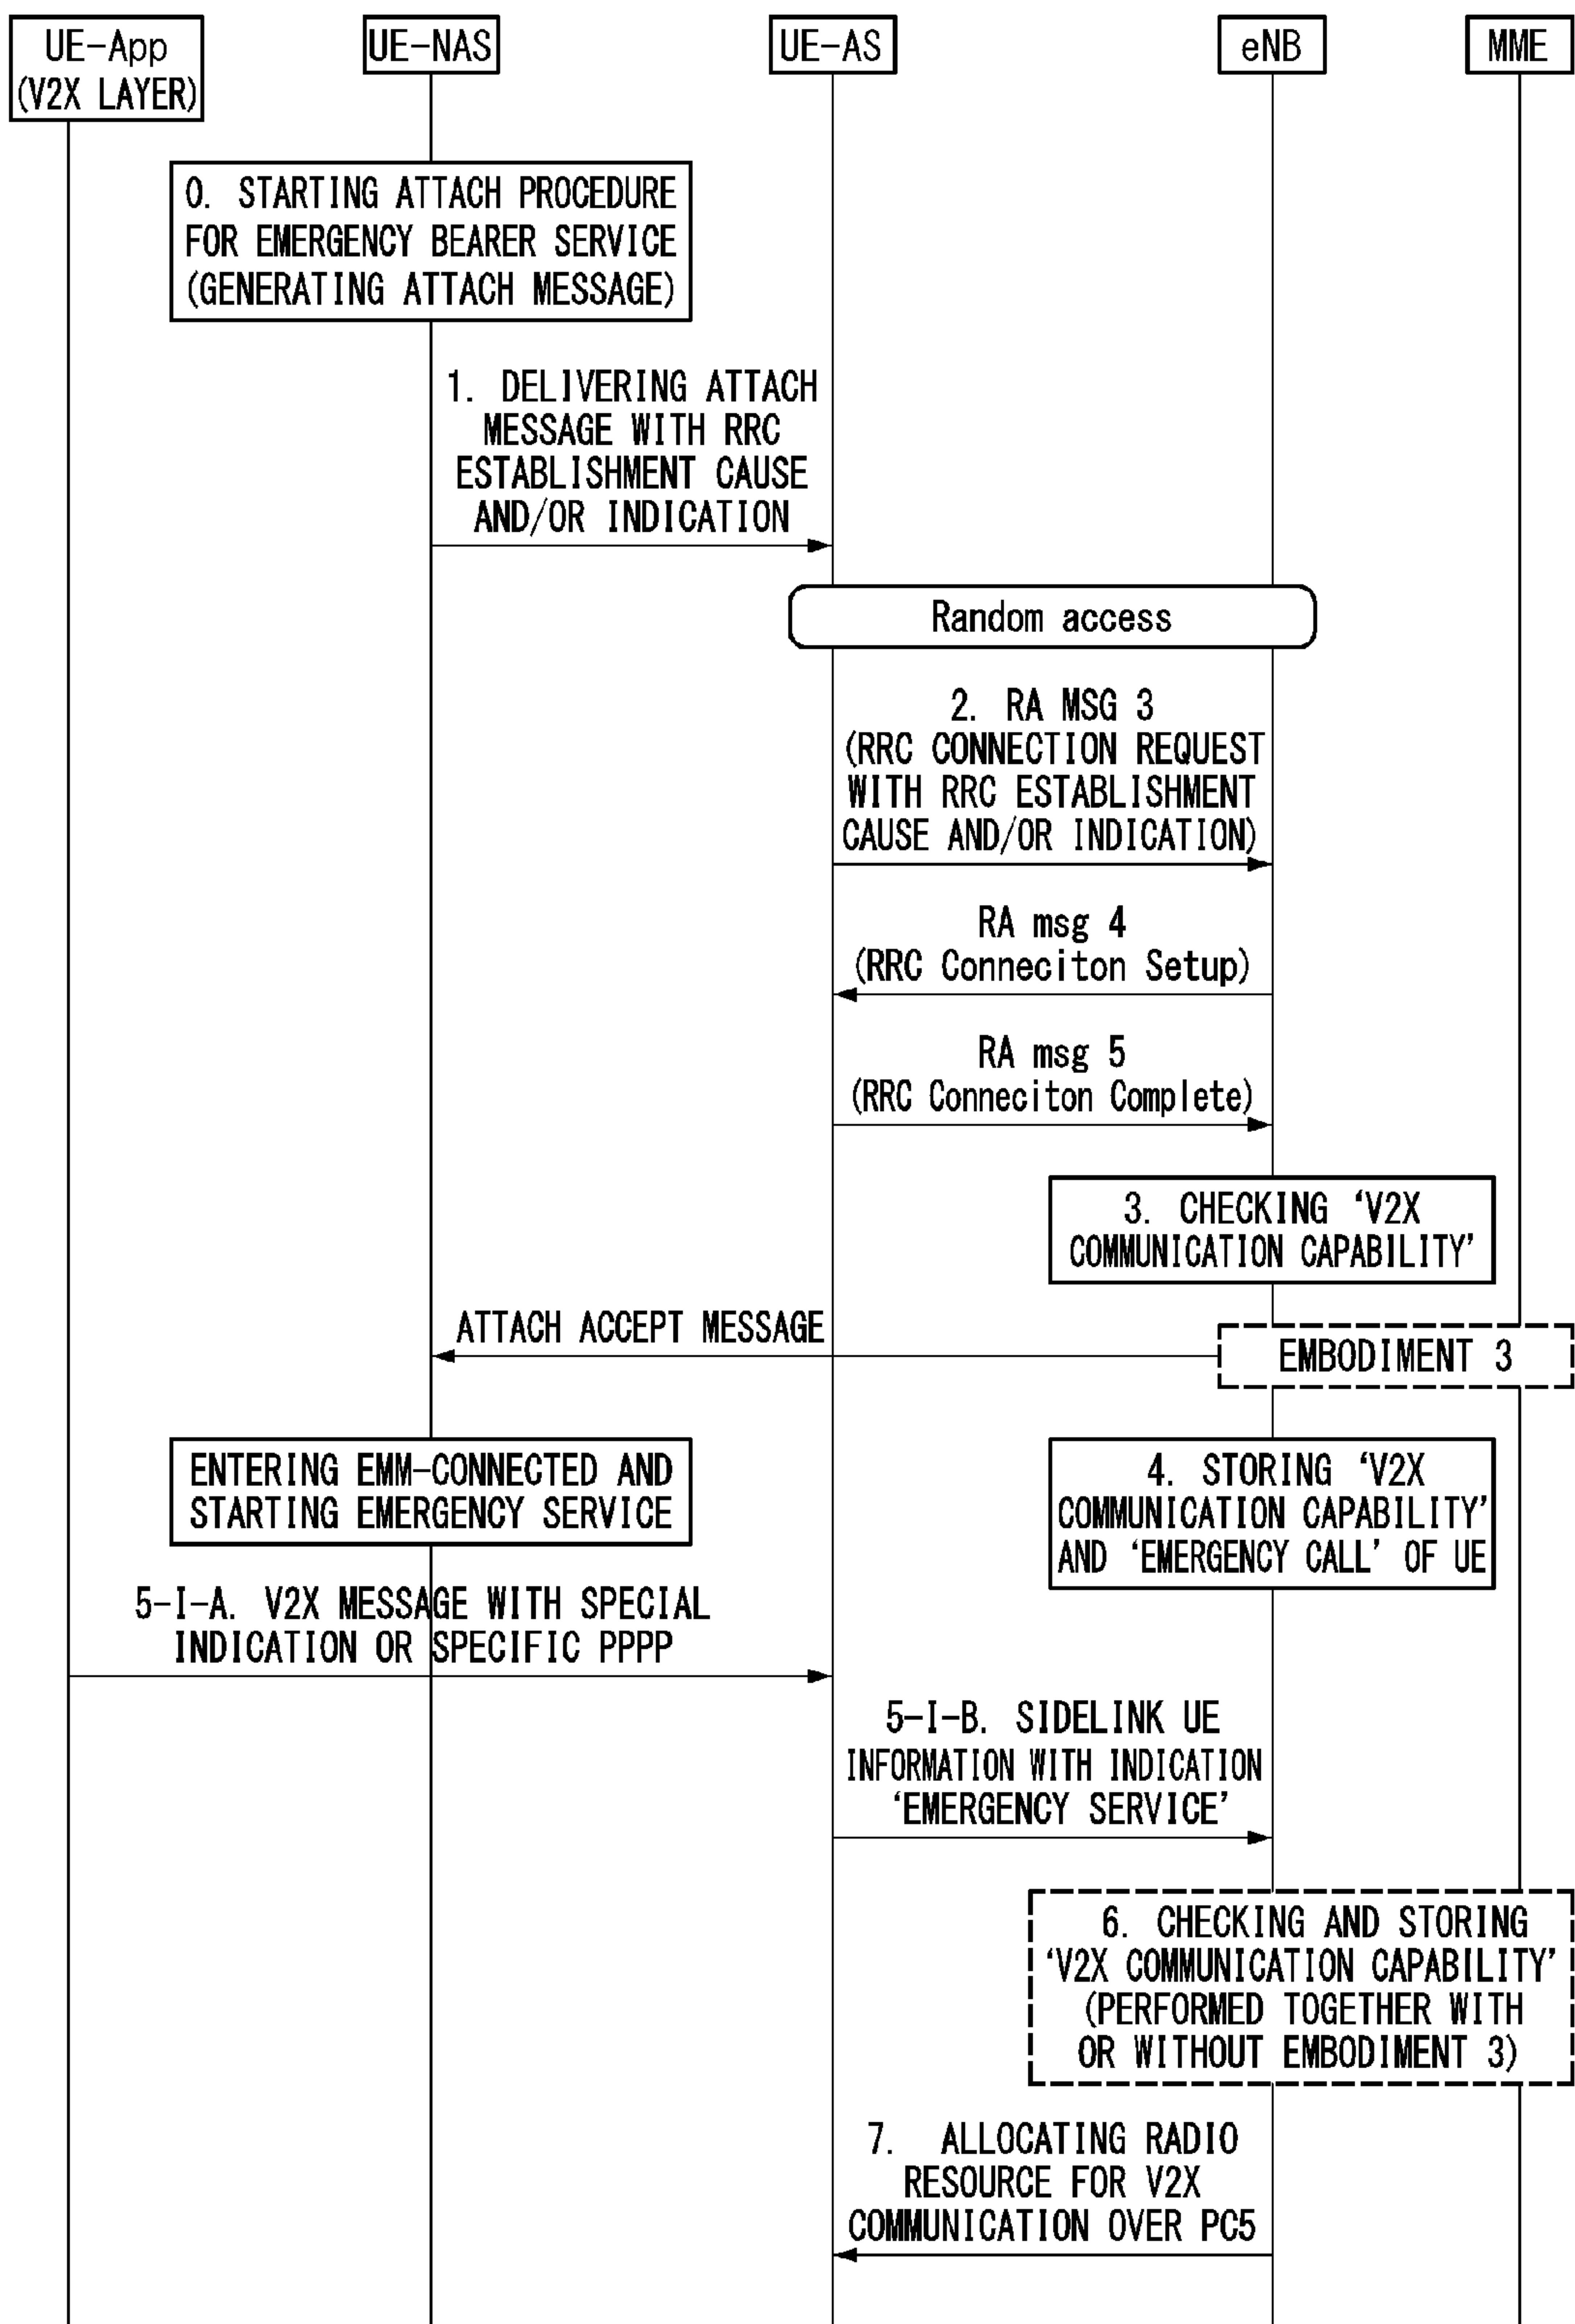 UE-App
(V2X LAYER)
UE-NAS
UE-AS
eNB
MME
0. STARTING ATTACH PROCEDURE
FOR EMERGENCY BEARER SERVICE
(GENERATING ATTACH MESSAGE)
1. DELIVERING ATTACH
MESSAGE WITH RRC
ESTABLISHMENT CAUSE
AND/OR INDICATION
Random access
2. RA MSG 3
(RRC CONNECTION REQUEST
WITH RRC ESTABLISHMENT
CAUSE AND/OR INDICATION)
RA msg 4
(RRC Conneciton Setup)
RA msg 5
(RRC Conneciton Complete)
3. CHECKING ‘V2X
COMMUNICATION CAPABILITY’
ATTACH ACCEPT MESSAGE
EMBODIMENT 3
ENTERING EMM-CONNECTED AND
STARTING EMERGENCY SERVICE
4. STORING ‘V2X
COMMUNICATION CAPABILITY’
AND ‘EMERGENCY CALL’ OF UE
5-I-A. V2X MESSAGE WITH SPECIAL
INDICATION OR SPECIFIC PPPP
5-I-B. SIDELINK UE
INFORMATION WITH INDICATION
‘EMERGENCY SERVICE’
6. CHECKING AND STORING
‘V2X COMMUNICATION CAPABILITY’
(PERFORMED TOGETHER WITH
OR WITHOUT EMBODIMENT 3)
7. ALLOCATING RADIO
RESOURCE FOR V2X
COMMUNICATION OVER PC5